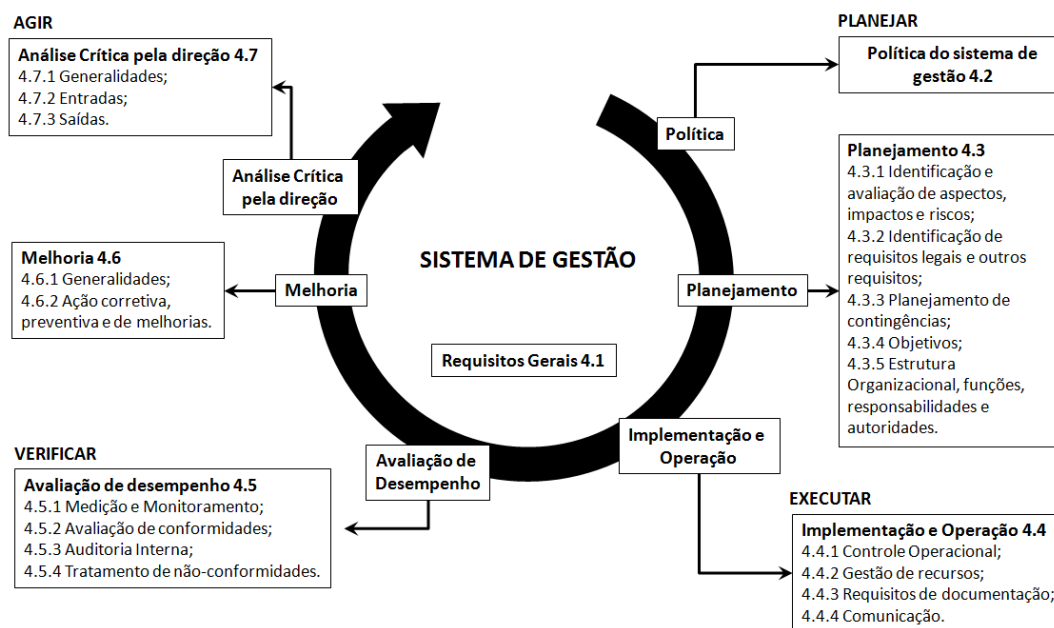 AGIR
Análise Crítica pela direção 4.7
4.7.1 Generalidades;
4.7.2 Entradas;
4.7.3 Saídas.
Análise Crítica
pela direção
Melhoria 4.6
4.6.1 Generalidades;
4.6.2 Ação corretiva,
preventiva e de melhorias.
Melhoria
VERIFICAR
Avaliação de desempenho 4.5
4.5.1 Medição e Monitoramento;
4.5.2 Avaliação de conformidades;
4.5.3 Auditoria Interna;
4.5.4 Tratamento de não-conformidades.
Avaliação de
Desempenho
SISTEMA DE GESTÃO
Requisitos Gerais 4.1
PLANEJAR
Política do sistema de
gestão 4.2
Política
Planejamento 4.3
4.3.1 Identificação e
avaliação de aspectos,
impactos e riscos;
4.3.2 Identificação de
requisitos legais e outros
requisitos;
4.3.3 Planejamento de
contingências;
4.3.4 Objetivos;
4.3.5 Estrutura
Organizacional, funções,
responsabilidades e
autoridades.
Planejamento
Implementação e
Operação
EXECUTAR
Implementação e Operação 4.4
4.4.1 Controle Operacional;
4.4.2 Gestão de recursos;
4.4.3 Requisitos de documentação;
4.4.4 Comunicação.